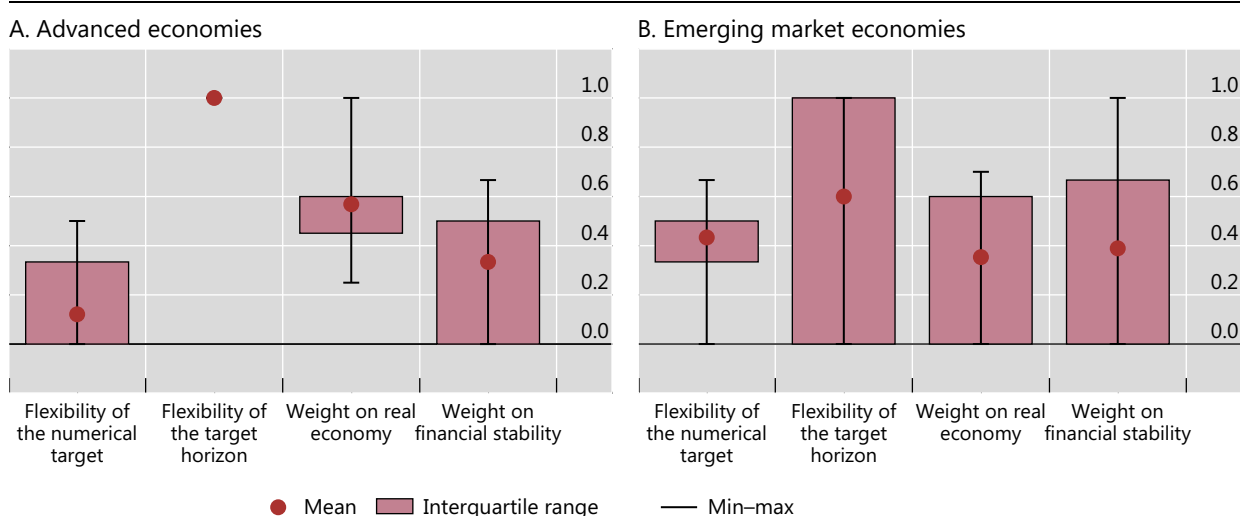 A. Advanced economies
1.0
0.8
0.6
0.4
0.2
0.0
Flexibility of
the numerical
target
Flexibility of
the target
horizon
Weight on real
economy
Weight on
financial stability
B. Emerging market economies
1.0
0.8
0.6
0.4
0.2
0.0
Flexibility of
the numerical
target
Flexibility of
the target
horizon
Weight on real
economy
Weight on
financial stability
Mean
Interquartile range
Min–max